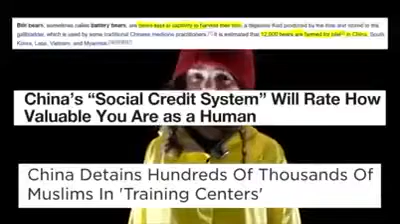 Bile bears, sometimes called battery bears, are bears kept in captivity to harvest their bile, a digestive fluid produced by the liver and stored in the
gallbladder, which is used by some traditional Chinese medicine practitioners. It is estimated that 12,000 bears are farmed for bile in China, South
Korea, Laos, Vietnam, and Myanmar.
China's “Social Credit System” Will Rate How
Valuable You Are as a Human
China Detains Hundreds Of Thousands Of
Muslims In 'Training Centers'